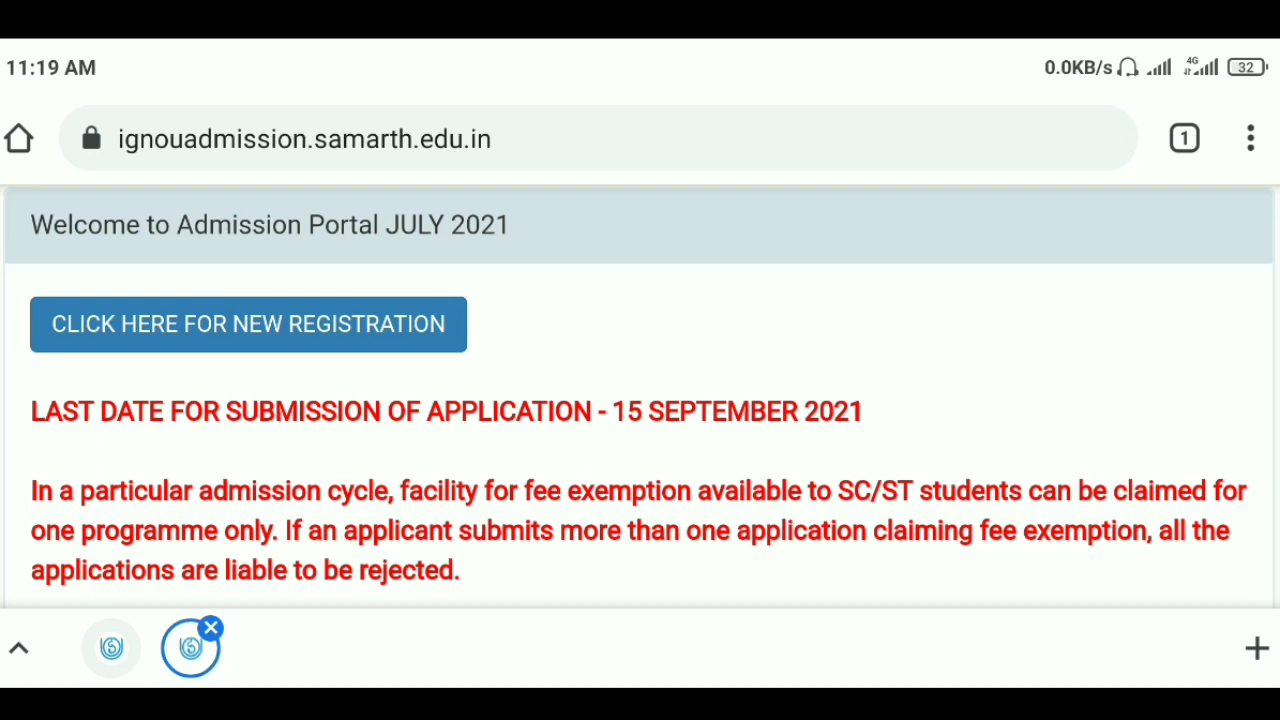 11:19 AM 0.0KB/s 4G 32
ignouadmission.samarth.edu.in 1
Welcome to Admission Portal JULY 2021
CLICK HERE FOR NEW REGISTRATION
LAST DATE FOR SUBMISSION OF APPLICATION - 15 SEPTEMBER 2021
In a particular admission cycle, facility for fee exemption available to SC/ST students can be claimed for
one programme only. If an applicant submits more than one application claiming fee exemption, all the
applications are liable to be rejected.